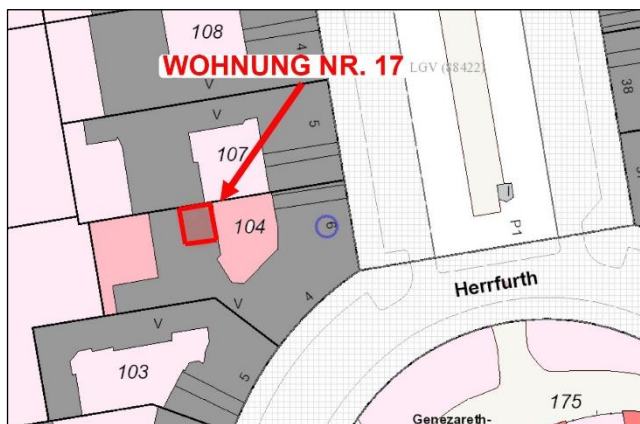 108
4
WOHNUNG NR. 17
LGV (88422)
V
38
5
107
104
6
P1
V
4
Herrfurth
V
103
5
175
Genezareth-